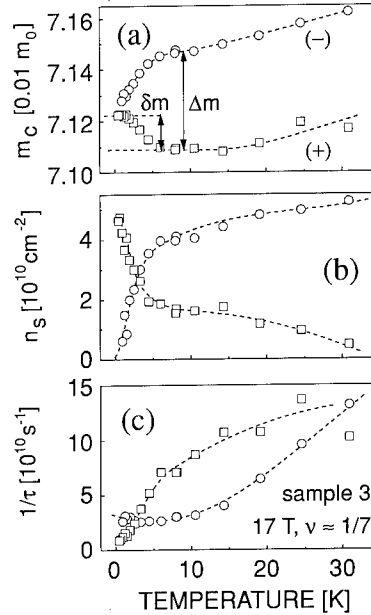 (a)
m_c [0.01 m_0]
7.16
7.14
7.12
7.10
(−)
δm
Δm
(+)
(b)
n_s [10^10 cm^-2]
4
2
0
(c)
1/τ [10^10 s^-1]
15
10
5
0
sample 3
17 T, ν ≈ 1/7
0 10 20 30
TEMPERATURE [K]